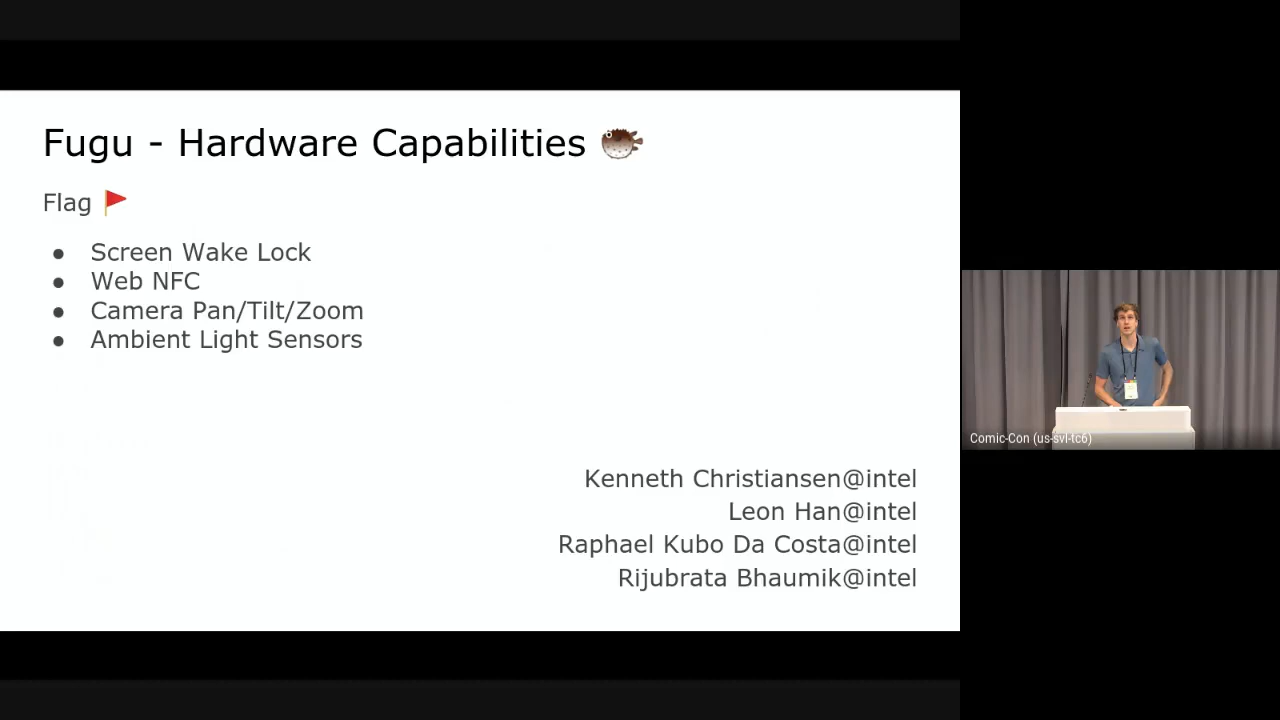 Fugu - Hardware Capabilities
Flag
● Screen Wake Lock
● Web NFC
● Camera Pan/Tilt/Zoom
● Ambient Light Sensors
Kenneth Christiansen@intel
Leon Han@intel
Raphael Kubo Da Costa@intel
Rijubrata Bhaumik@intel
Comic-Con (us-svl-tc6)